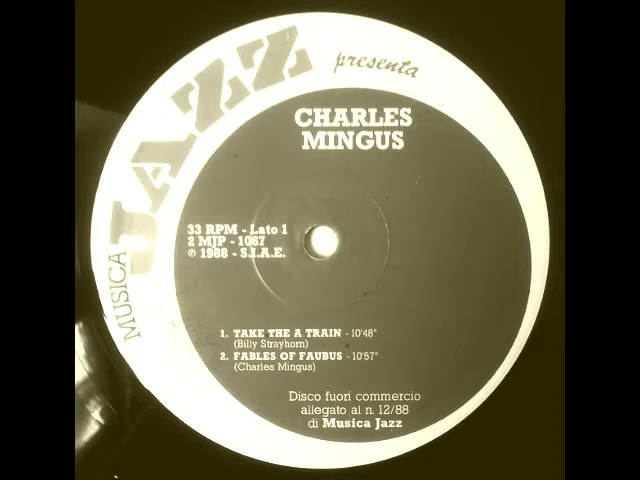 MUSICA JAZZ presenta
CHARLES
MINGUS
33 RPM - Lato 1
2 MJP - 1067
℗ 1988 - S.I.A.E.
1. TAKE THE A TRAIN - 10'48"
(Billy Strayhorn)
2. FABLES OF FAUBUS - 10'57"
(Charles Mingus)
Disco fuori commercio
allegato al n. 12/88
di Musica Jazz